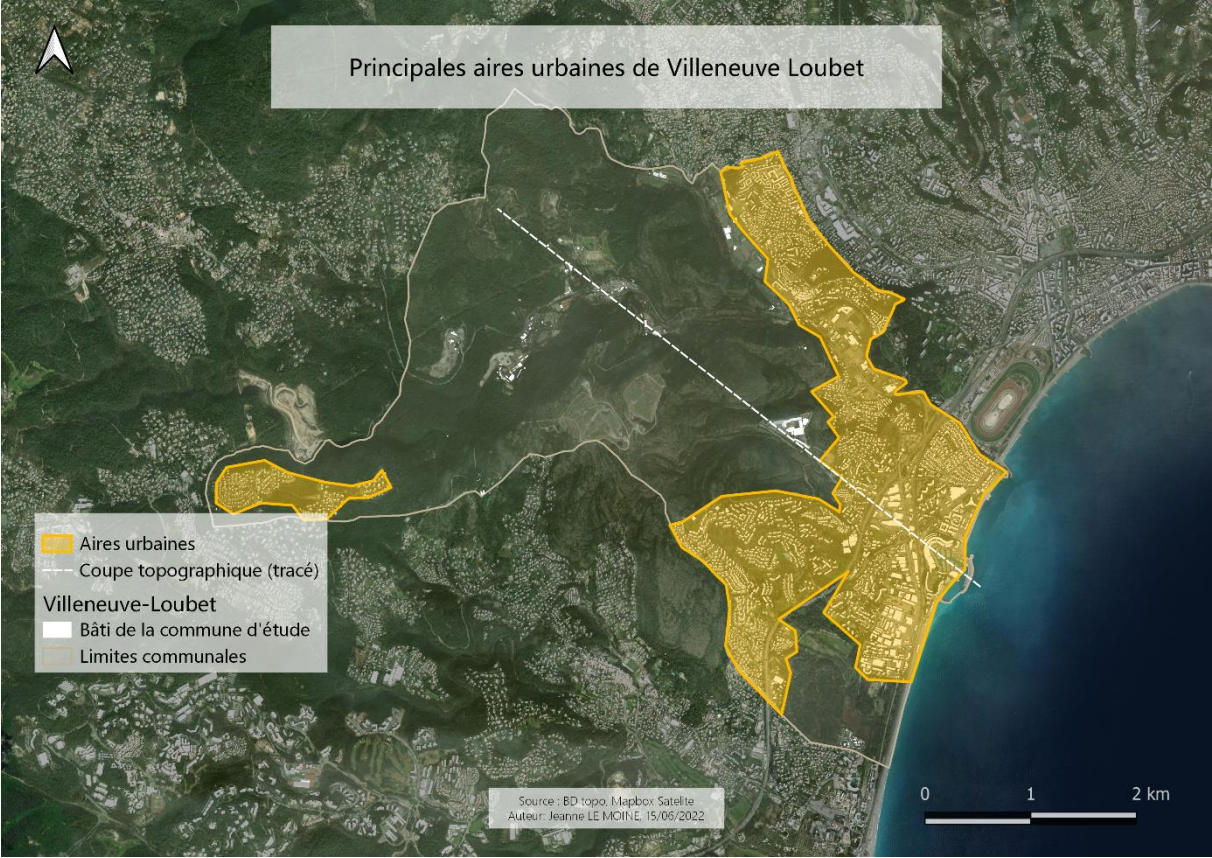 Principales aires urbaines de Villeneuve Loubet
Aires urbaines
Coupe topographique (tracé)
Villeneuve-Loubet
Bâti de la commune d'étude
Limites communales
Source : BD topo, Mapbox Satelite
Auteur: Jeanne LE MOINE, 15/06/2022
0 1 2 km